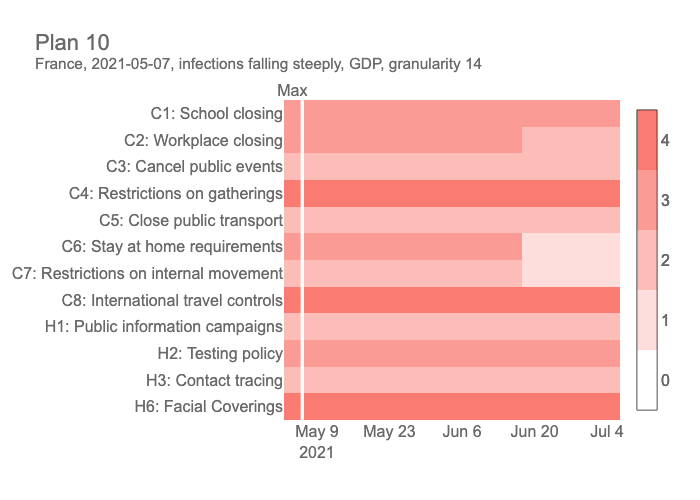 Plan 10
France, 2021-05-07, infections falling steeply, GDP, granularity 14
Max
C1: School closing
C2: Workplace closing
C3: Cancel public events
C4: Restrictions on gatherings
C5: Close public transport
C6: Stay at home requirements
C7: Restrictions on internal movement
C8: International travel controls
H1: Public information campaigns
H2: Testing policy
H3: Contact tracing
H6: Facial Coverings
May 9 May 23 Jun 6 Jun 20 Jul 4
2021
4
3
2
1
0